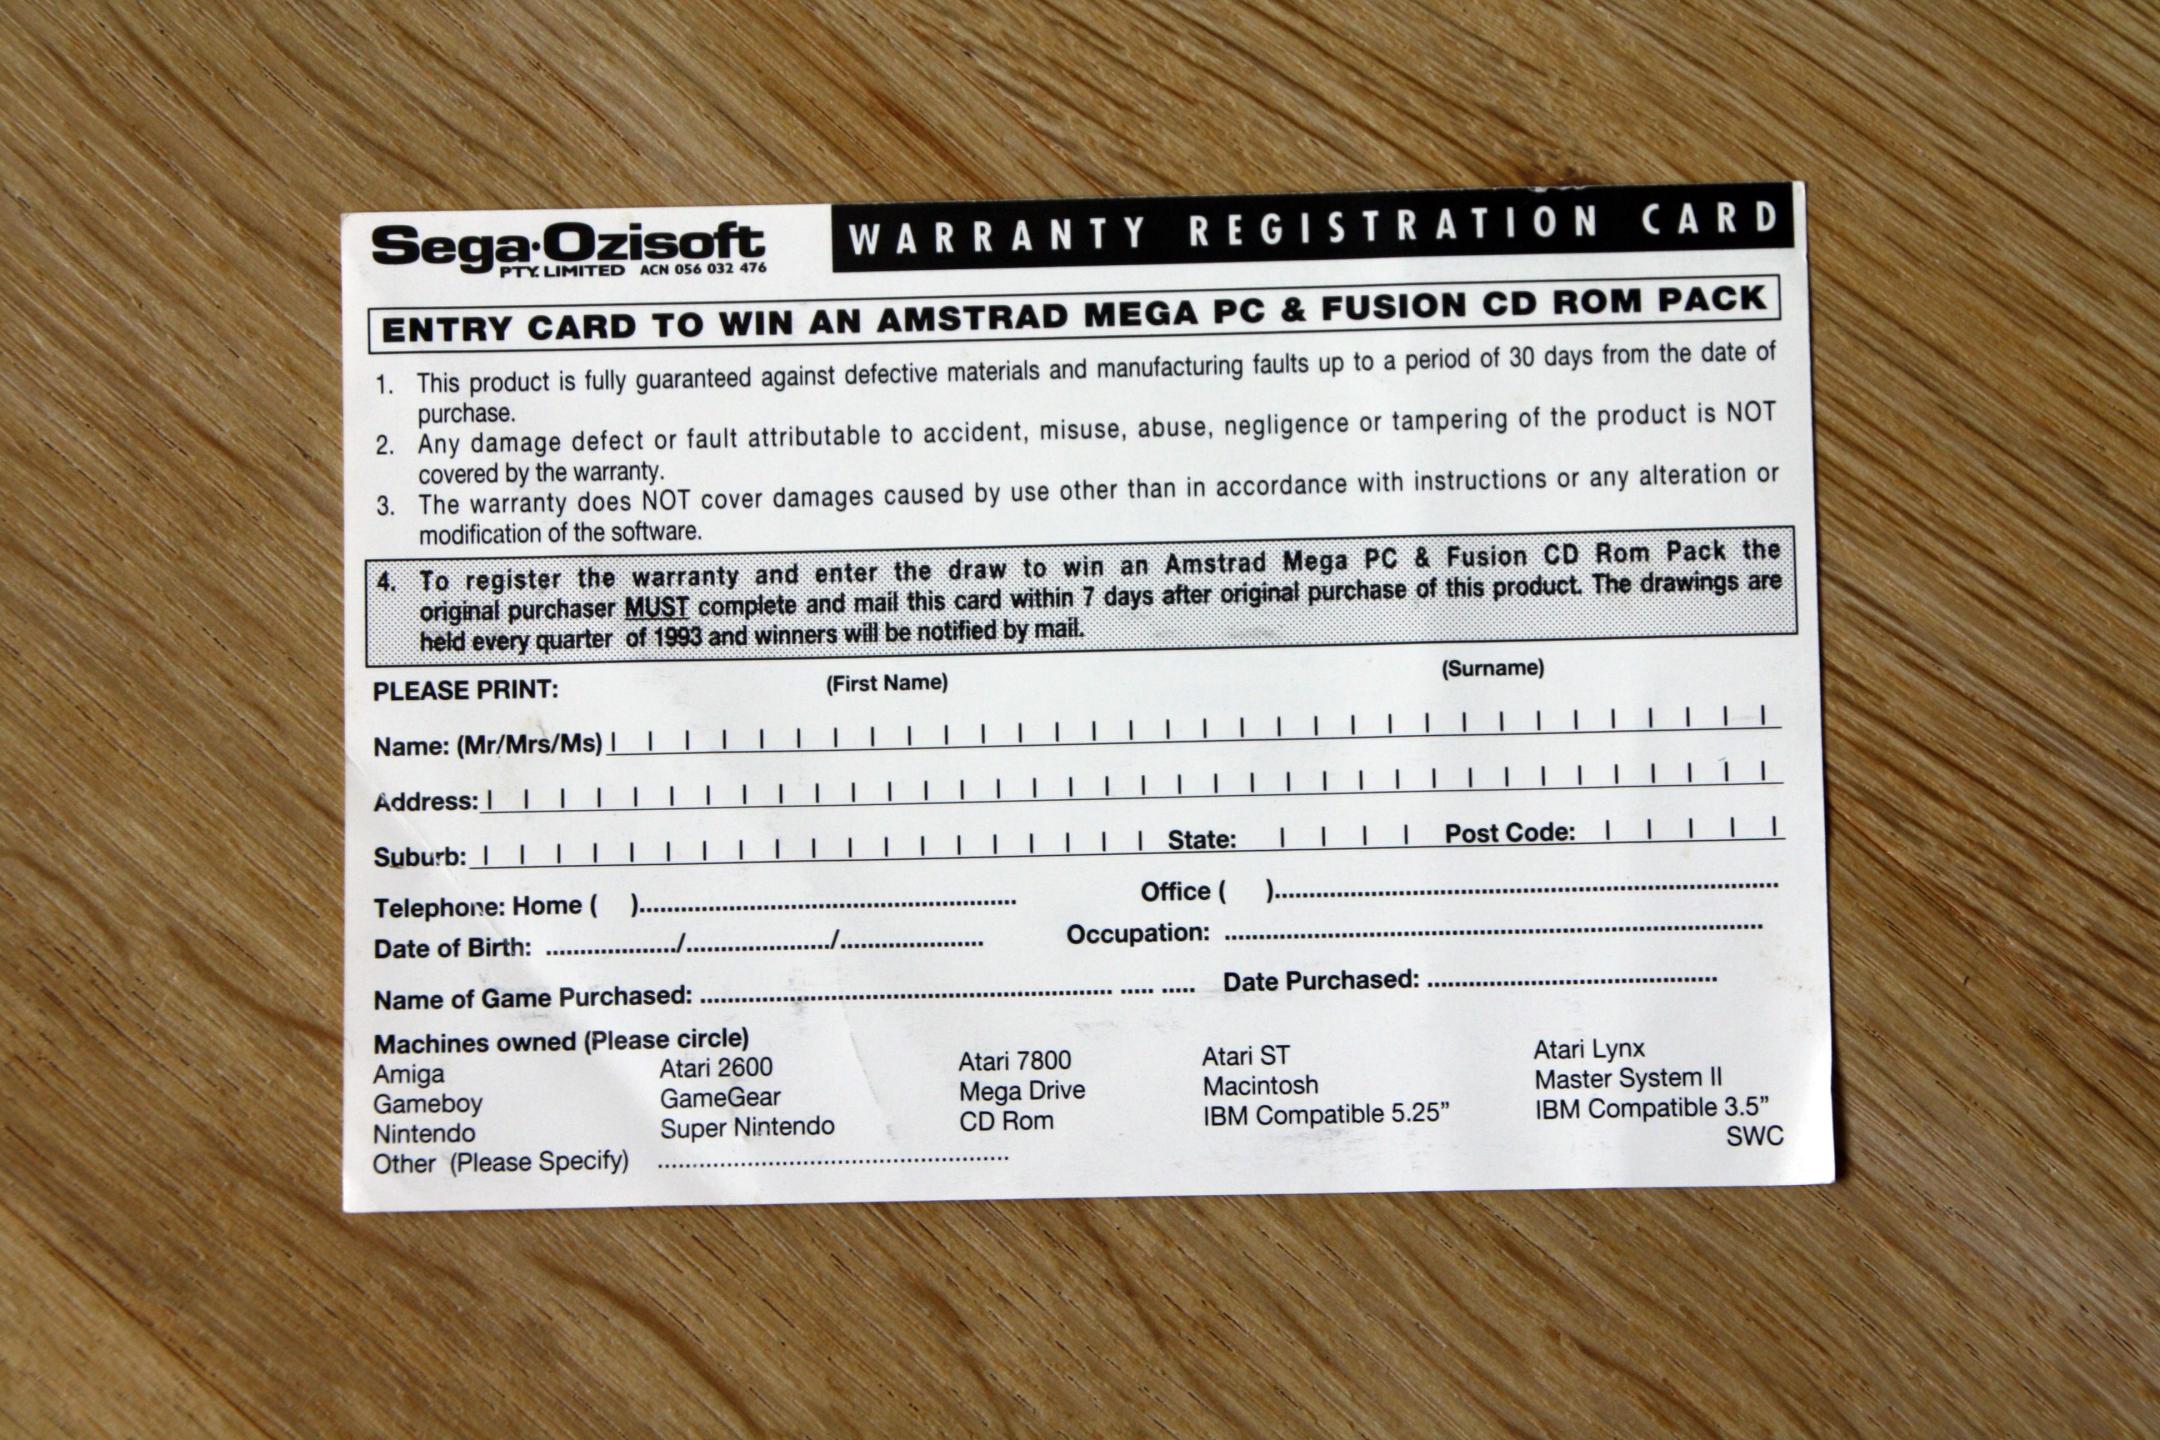 Sega·Ozisoft
PTY. LIMITED ACN 056 032 476
WARRANTY REGISTRATION CARD
ENTRY CARD TO WIN AN AMSTRAD MEGA PC & FUSION CD ROM PACK
1. This product is fully guaranteed against defective materials and manufacturing faults up to a period of 30 days from the date of
purchase.
2. Any damage defect or fault attributable to accident, misuse, abuse, negligence or tampering of the product is NOT
covered by the warranty.
3. The warranty does NOT cover damages caused by use other than in accordance with instructions or any alteration or
modification of the software.
4. To register the warranty and enter the draw to win an Amstrad Mega PC & Fusion CD Rom Pack the
original purchaser MUST complete and mail this card within 7 days after original purchase of this product. The drawings are
held every quarter of 1993 and winners will be notified by mail.
PLEASE PRINT: (First Name) (Surname)
Name: (Mr/Mrs/Ms)
Address:
Suburb: State: Post Code:
Telephone: Home ( ).................... Office ( )....................
Date of Birth: ..................../..................../.................... Occupation: ....................
Name of Game Purchased: .................... Date Purchased: ....................
Machines owned (Please circle)
Amiga Atari 2600 Atari 7800 Atari ST Atari Lynx
Gameboy GameGear Mega Drive Macintosh Master System II
Nintendo Super Nintendo CD Rom IBM Compatible 5.25” IBM Compatible 3.5”
Other (Please Specify) .................... SWC